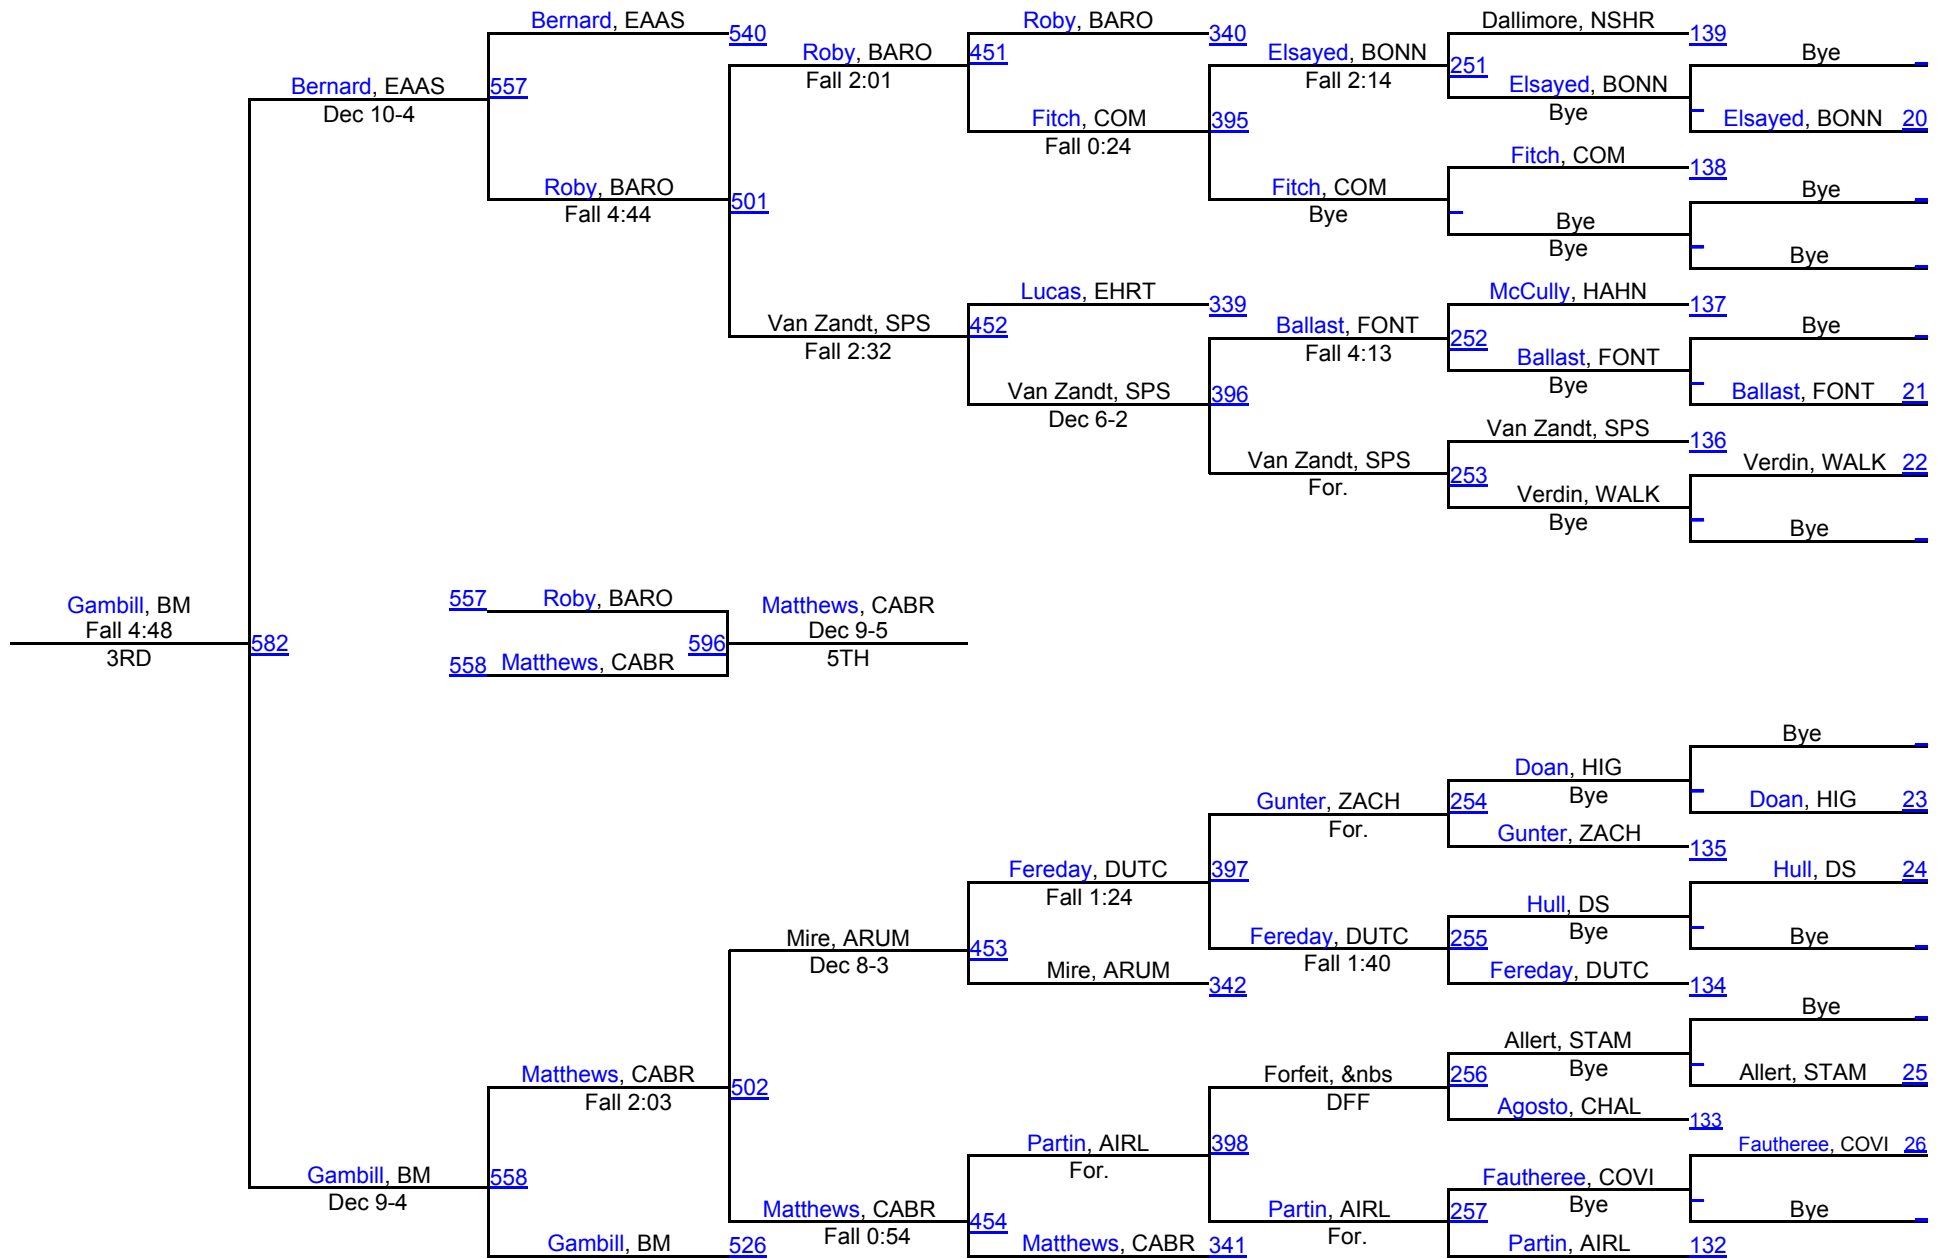 Bernard, EAAS 540
Roby, BARO 340
Dallimore, NSHR 139
Roby, BARO 451
Fall 2:01
Elsayed, BONN 251
Fall 2:14
Bye
Bernard, EAAS 557
Dec 10-4
Elsayed, BONN
Bye
Fitch, COM 395
Fall 0:24
Elsayed, BONN 20
Fitch, COM 138
Roby, BARO 501
Fall 4:44
Fitch, COM
Bye
Bye
Bye
Bye
Bye
Lucas, EHRT 339
McCully, HAHN 137
Van Zandt, SPS 452
Fall 2:32
Ballast, FONT 252
Fall 4:13
Bye
Ballast, FONT
Bye
Van Zandt, SPS 396
Dec 6-2
Ballast, FONT 21
Van Zandt, SPS 136
Van Zandt, SPS 253
For.
Verdin, WALK 22
Verdin, WALK
Bye
Bye
Gambill, BM
Fall 4:48
3RD
582
557 Roby, BARO
596
558 Matthews, CABR
Matthews, CABR
Dec 9-5
5TH
Bye
Doan, HIG
Bye
Gunter, ZACH 254
For.
Doan, HIG 23
Gunter, ZACH 135
Fereday, DUTC 397
Fall 1:24
Hull, DS 24
Hull, DS
Bye
Mire, ARUM 453
Dec 8-3
Fereday, DUTC 255
Fall 1:40
Bye
Mire, ARUM 342
Fereday, DUTC 134
Bye
Allert, STAM
Bye
Matthews, CABR 502
Fall 2:03
Forfeit, &nbs 256
DFF
Allert, STAM 25
Agosto, CHAL 133
Partin, AIRL 398
For.
Fautheree, COVI 26
Gambill, BM 558
Dec 9-4
Fautheree, COVI
Bye
Matthews, CABR 454
Fall 0:54
Partin, AIRL 257
For.
Bye
Gambill, BM 526
Matthews, CABR 341
Partin, AIRL 132